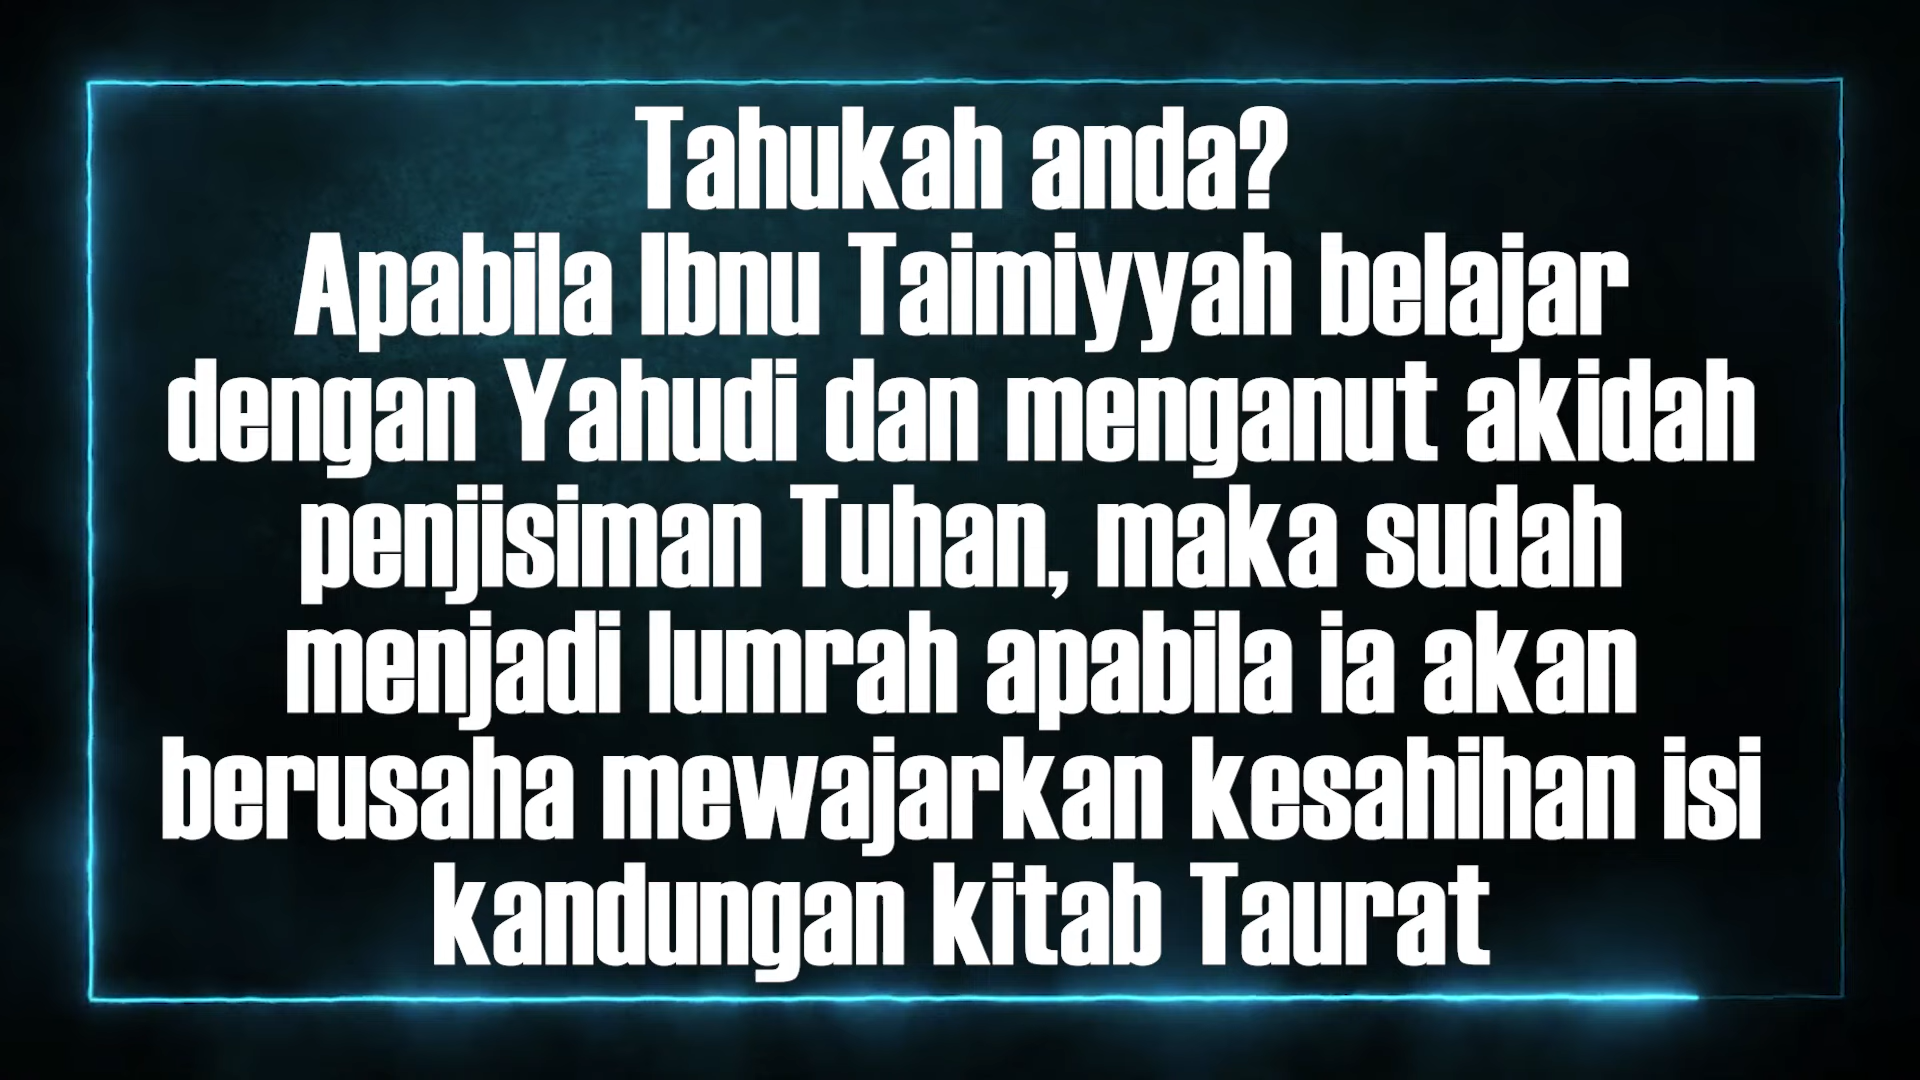 Tahukah anda?
Apabila Ibnu Taimiyyah belajar
dengan Yahudi dan menganut akidah
penjisiman Tuhan, maka sudah
menjadi lumrah apabila ia akan
berusaha mewajarkan kesahihan isi
kandungan kitab Taurat